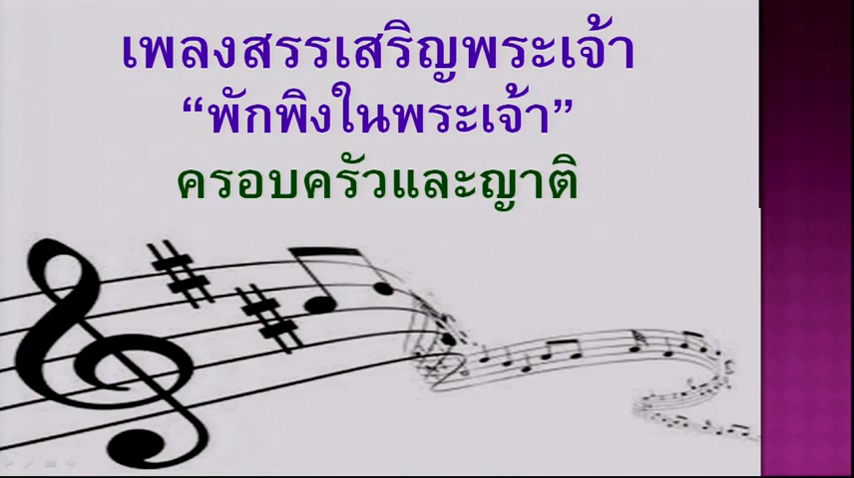 เพลงสรรเสริญพระเจ้า
“พักพิงในพระเจ้า”
ครอบครัวและญาติ